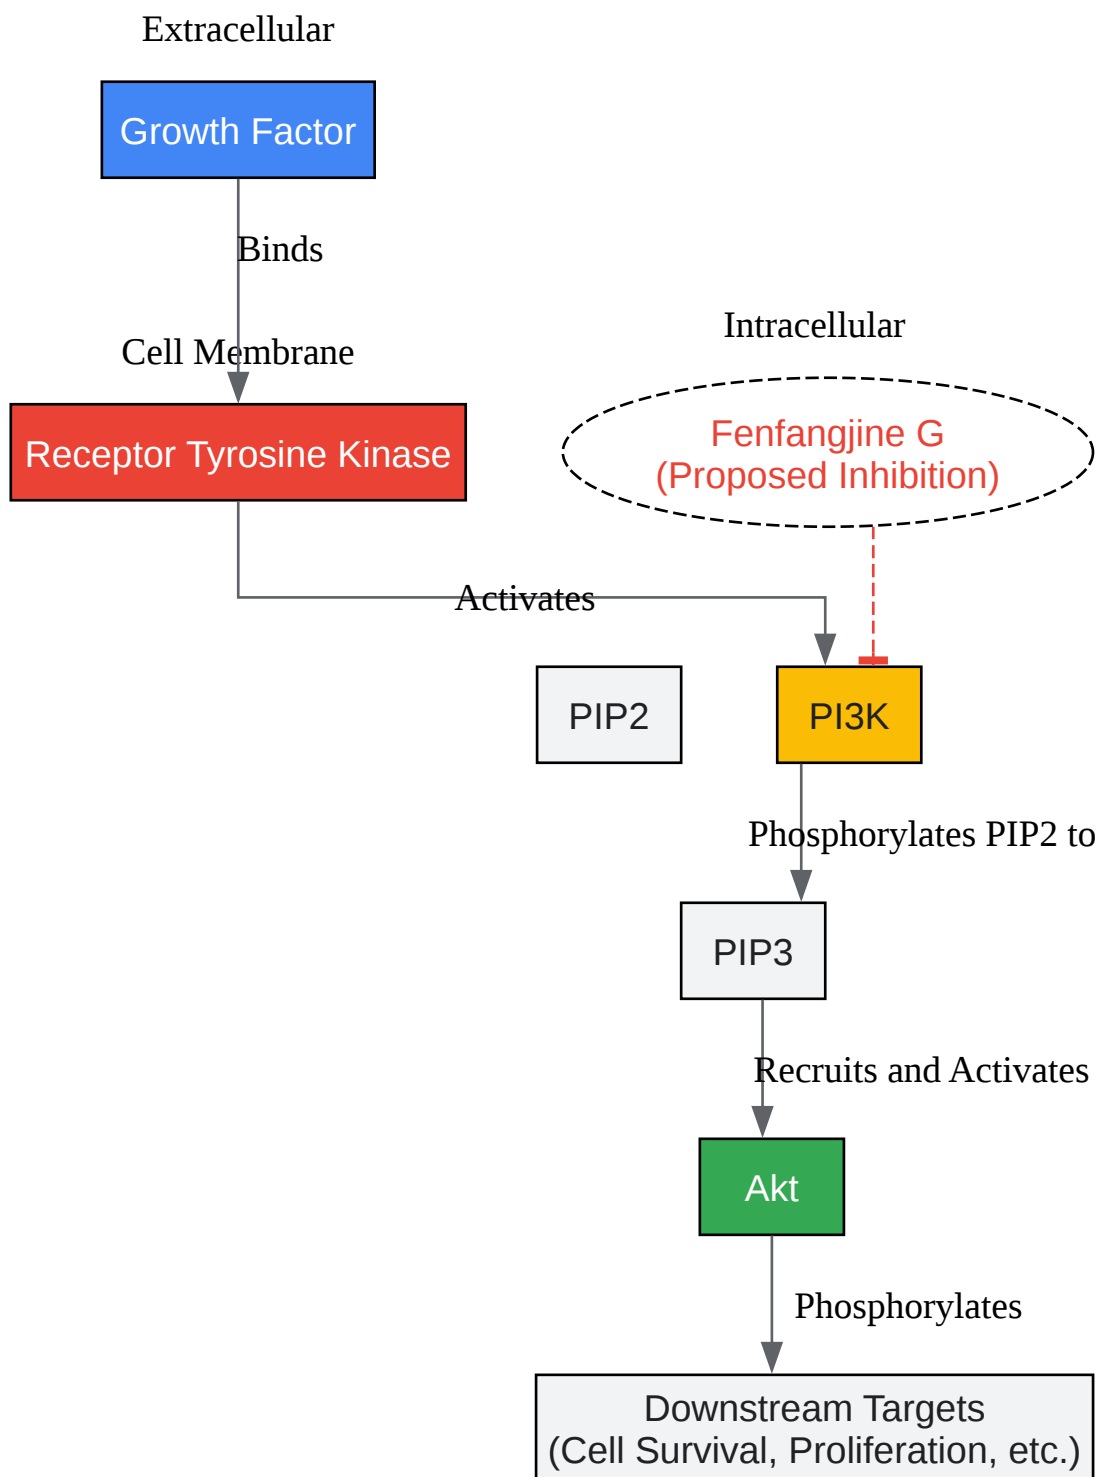 Extracellular
Growth Factor
Binds
Cell Membrane
Receptor Tyrosine Kinase
Intracellular
Fenfangjine G
(Proposed Inhibition)
Activates
PIP2
PI3K
Phosphorylates PIP2 to
PIP3
Recruits and Activates
Akt
Phosphorylates
Downstream Targets
(Cell Survival, Proliferation, etc.)